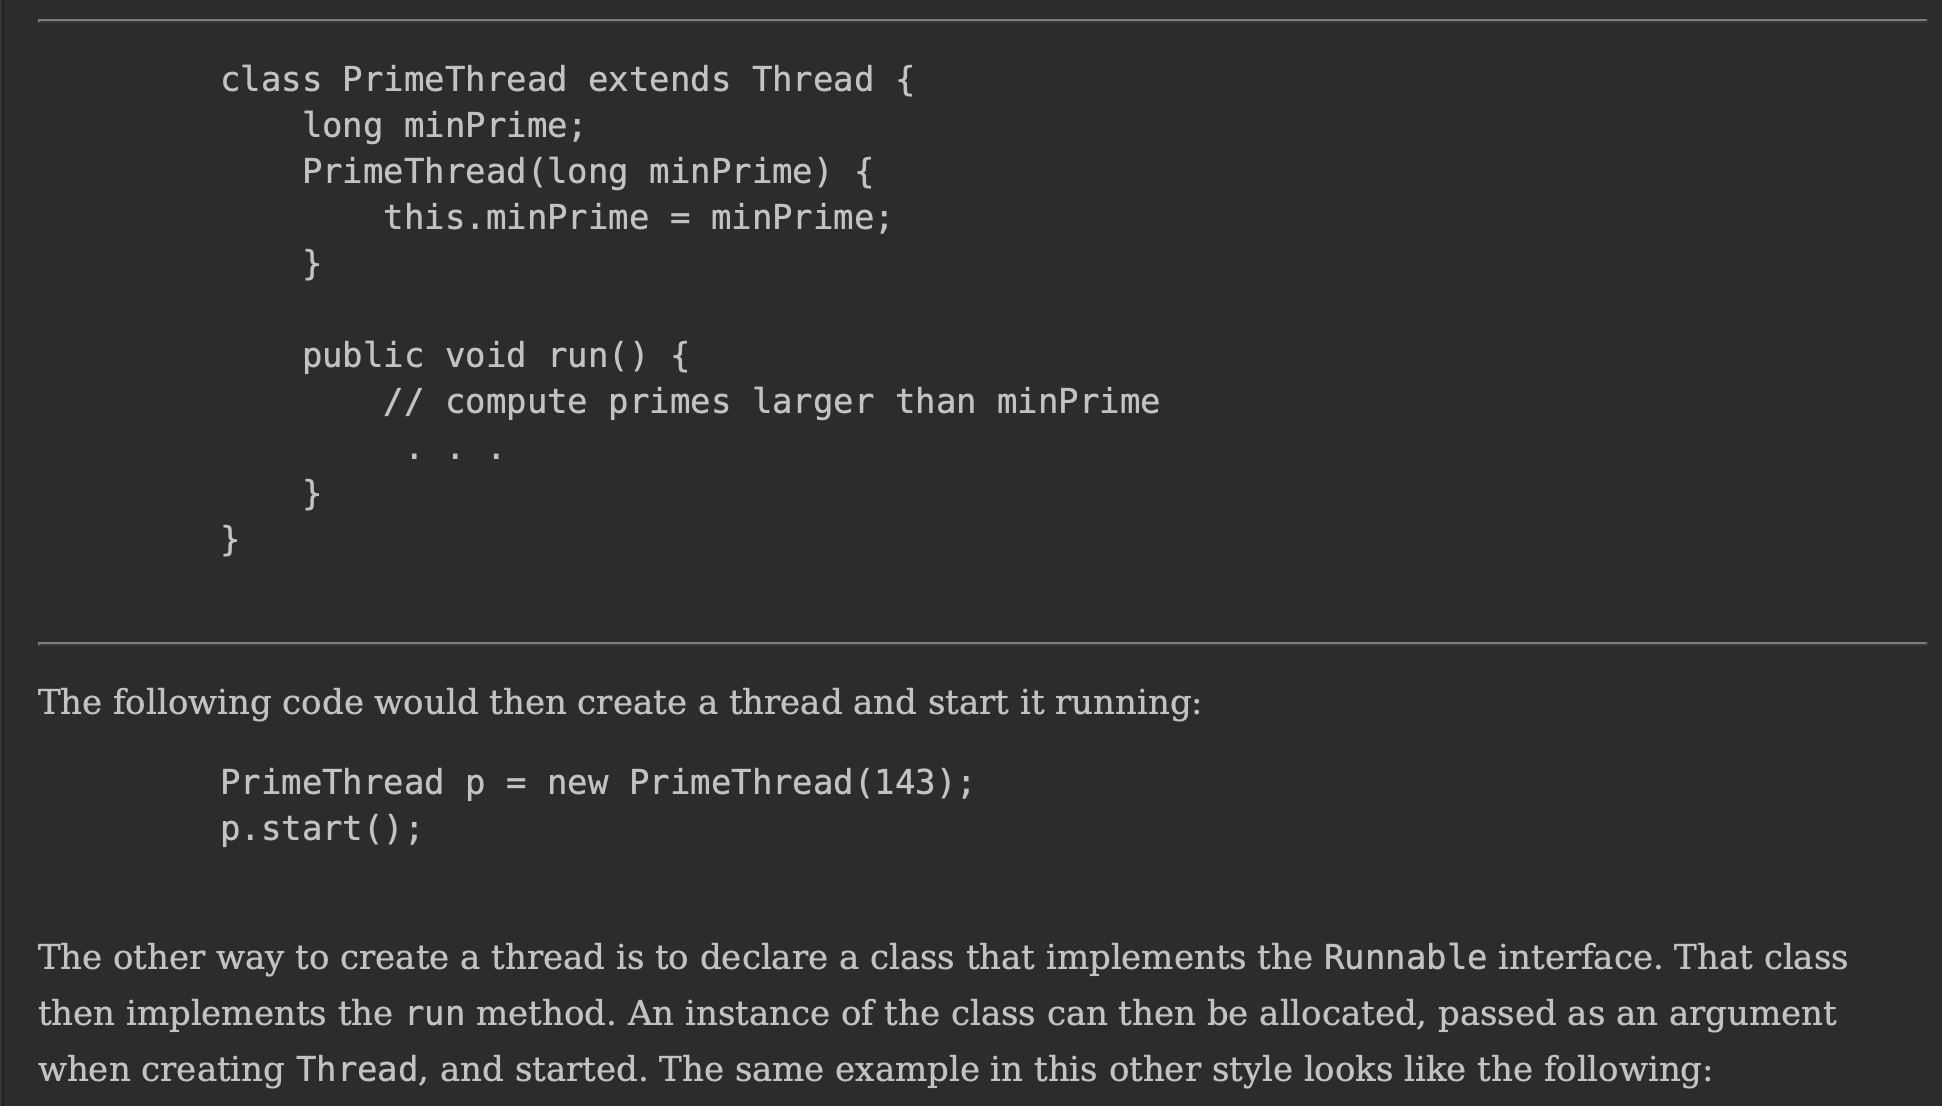 class PrimeThread extends Thread {
    long minPrime;
    PrimeThread(long minPrime) {
        this.minPrime = minPrime;
    }
    public void run() {
        // compute primes larger than minPrime
         . . .
    }
}
The following code would then create a thread and start it running:
PrimeThread p = new PrimeThread(143);
p.start();
The other way to create a thread is to declare a class that implements the Runnable interface. That class
then implements the run method. An instance of the class can then be allocated, passed as an argument
when creating Thread, and started. The same example in this other style looks like the following: